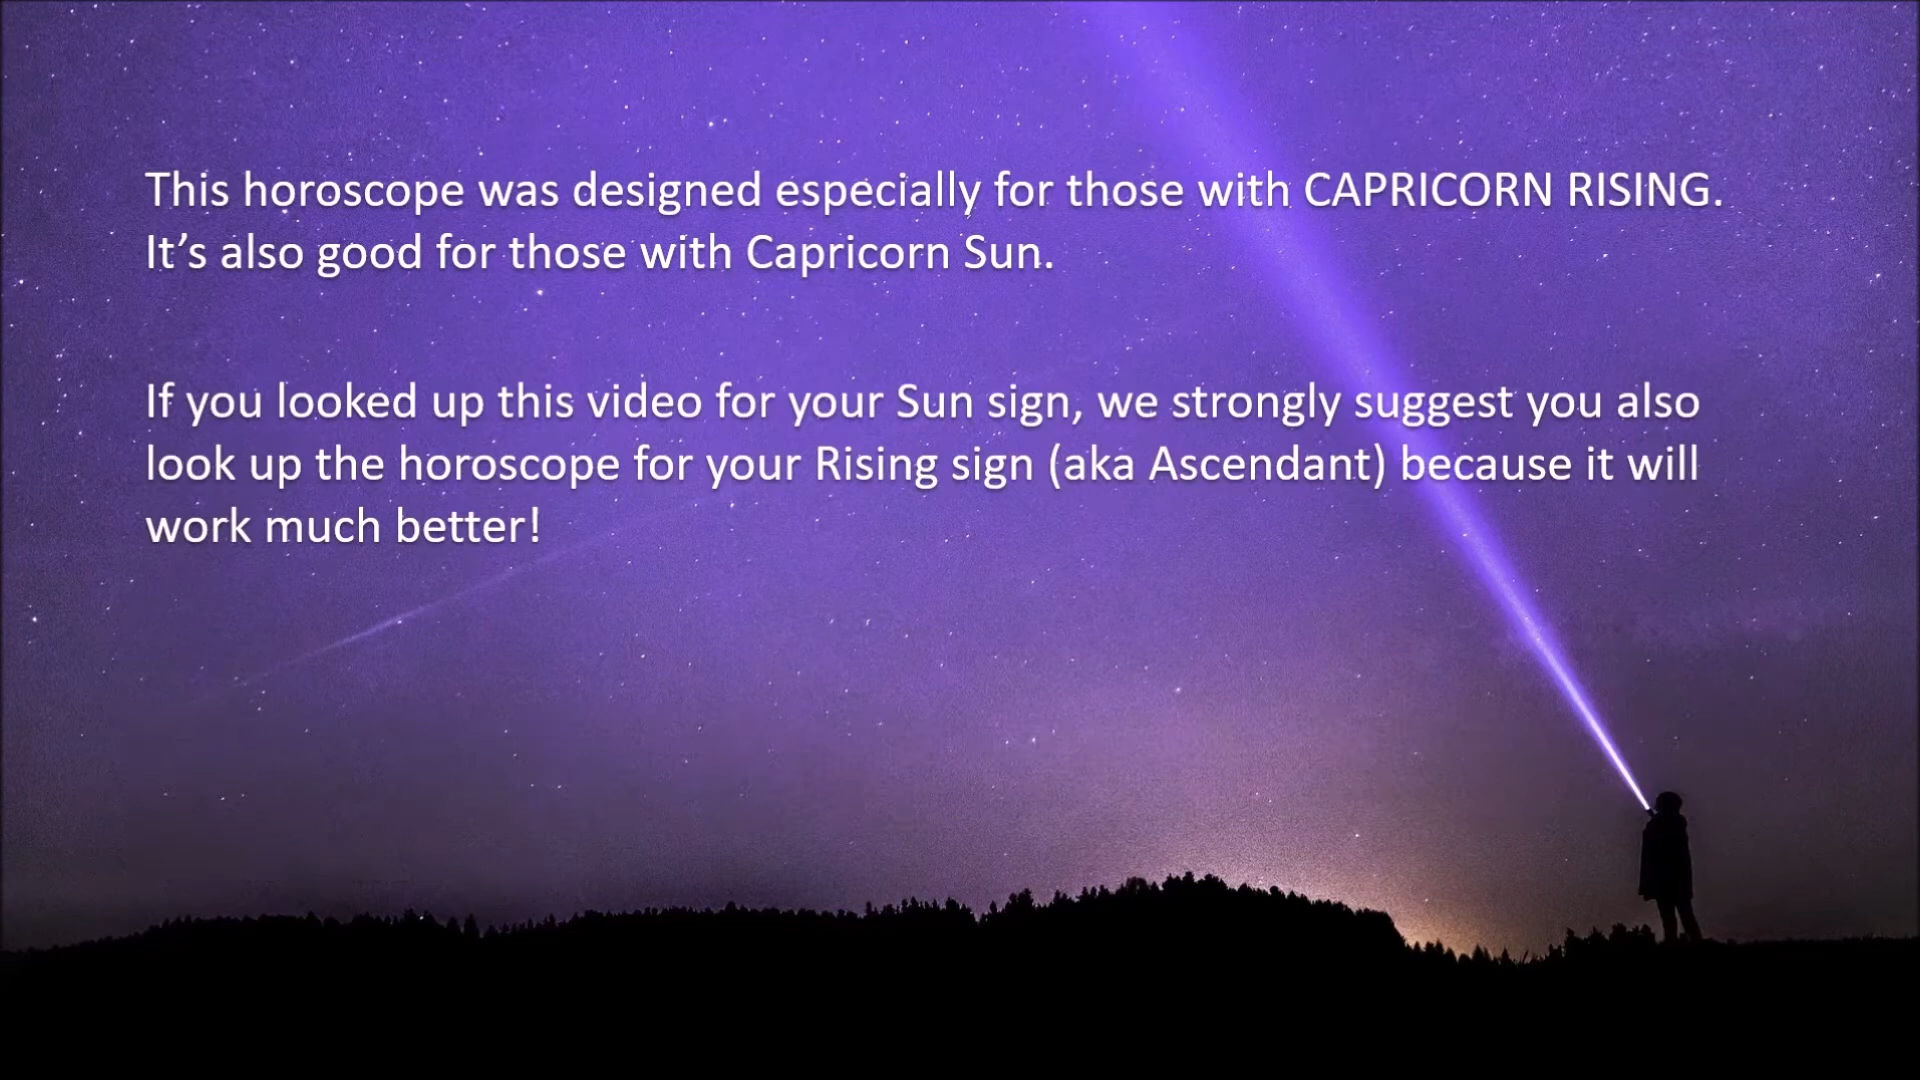 This horoscope was designed especially for those with CAPRICORN RISING.
It’s also good for those with Capricorn Sun.
If you looked up this video for your Sun sign, we strongly suggest you also
look up the horoscope for your Rising sign (aka Ascendant) because it will
work much better!